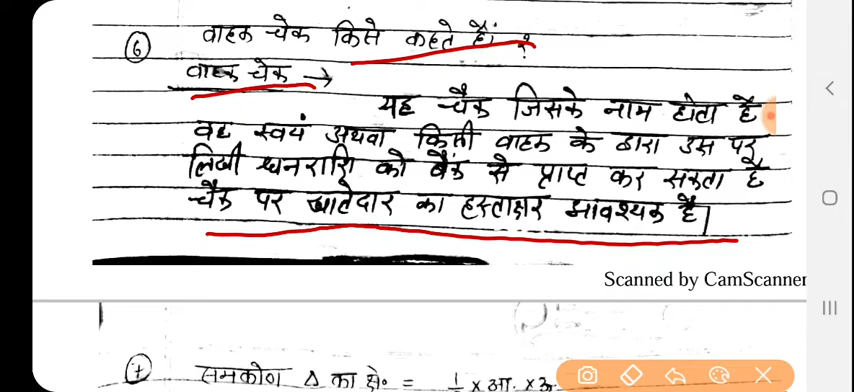 6 वाहक चेक किसे कहते हैं ?
वाहक चेक →
यह चैक जिसके नाम होता है
वह स्वयं अथवा किसी वाहक के द्वारा उस पर
लिखी धनराशि को बैंक से प्राप्त कर सकता है
चैक पर खातेदार का हस्ताक्षर आवश्यक है।
Scanned by CamScanner
7 समकोण Δ का क्षे० = 1/ × आ. ×